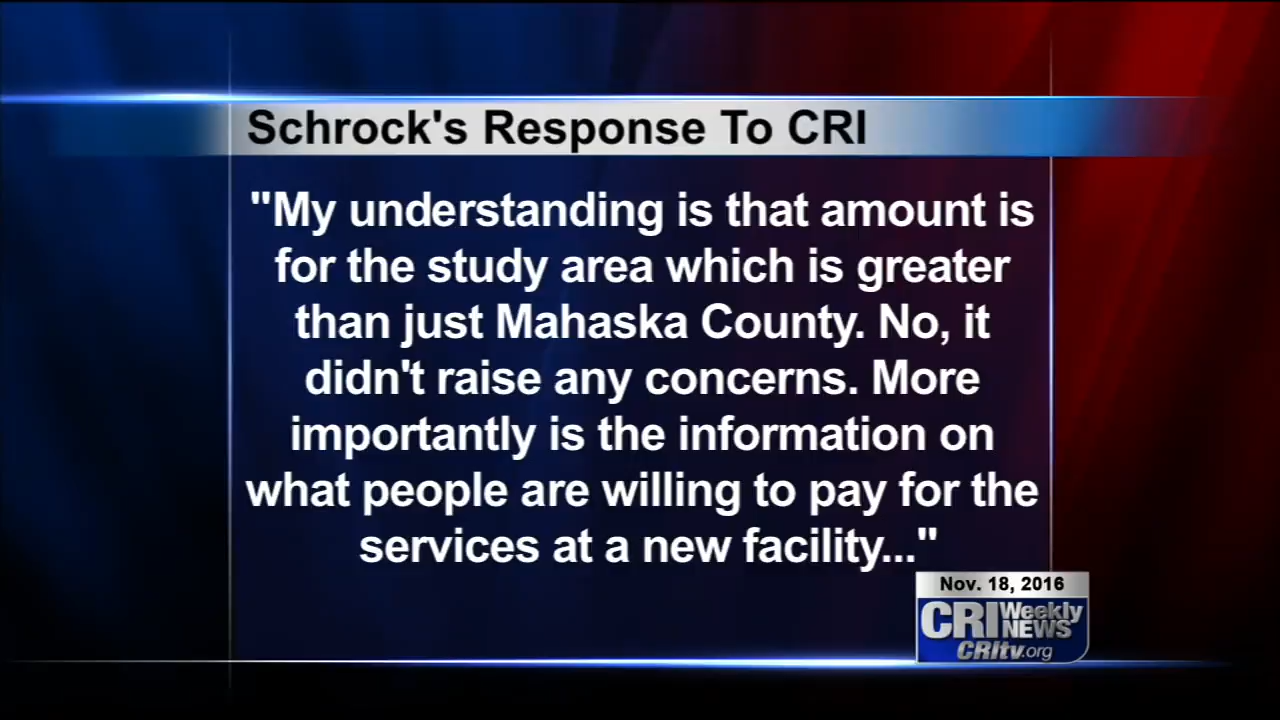 Schrock's Response To CRI
"My understanding is that amount is
for the study area which is greater
than just Mahaska County. No, it
didn't raise any concerns. More
importantly is the information on
what people are willing to pay for the
services at a new facility..."
Nov. 18, 2016
CRI Weekly
NEWS
CRItv.org